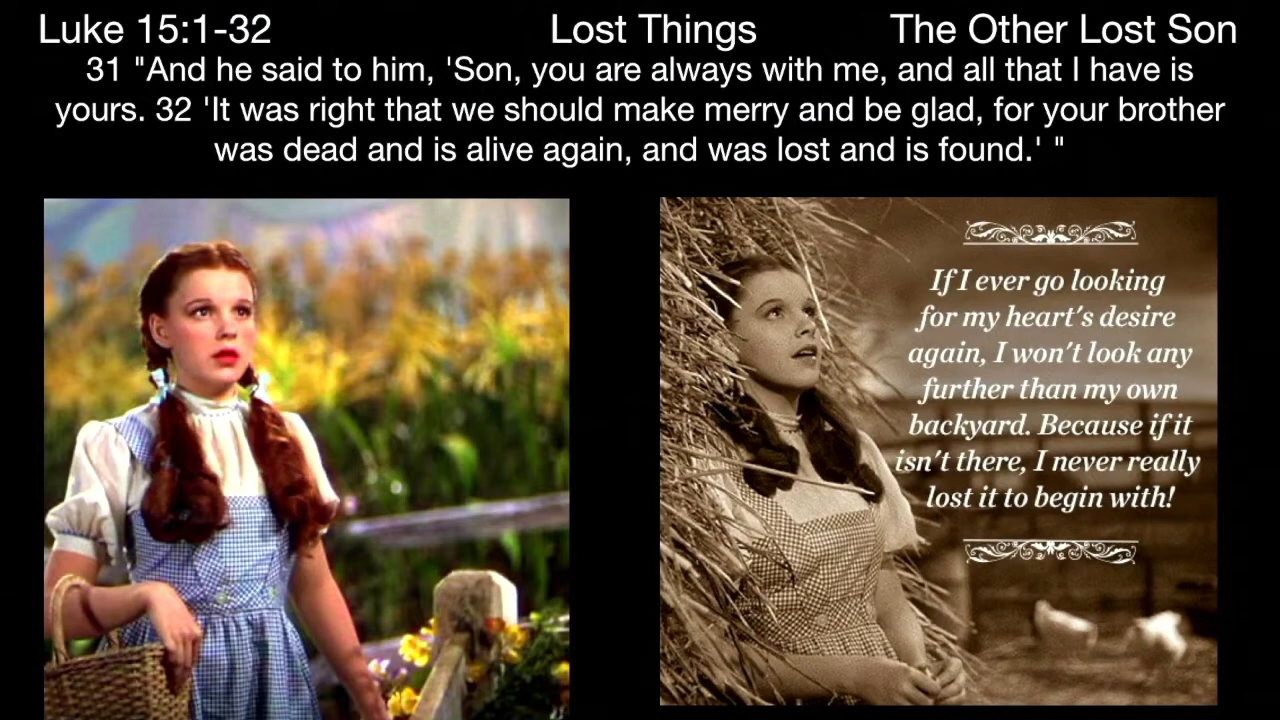 Luke 15:1-32 Lost Things The Other Lost Son
31 "And he said to him, 'Son, you are always with me, and all that I have is
yours. 32 'It was right that we should make merry and be glad, for your brother
was dead and is alive again, and was lost and is found.' "
If I ever go looking
for my heart's desire
again, I won't look any
further than my own
backyard. Because if it
isn't there, I never really
lost it to begin with!